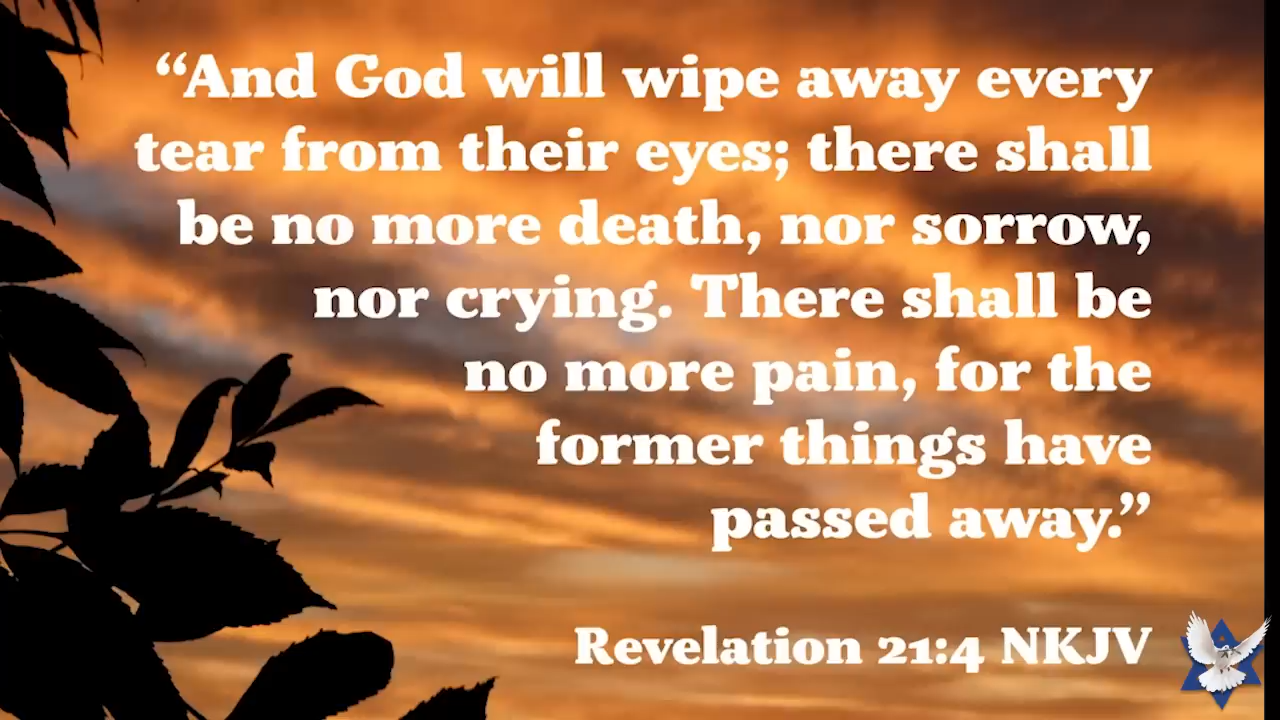 “And God will wipe away every
tear from their eyes; there shall
be no more death, nor sorrow,
nor crying. There shall be
no more pain, for the
former things have
passed away.”
Revelation 21:4 NKJV